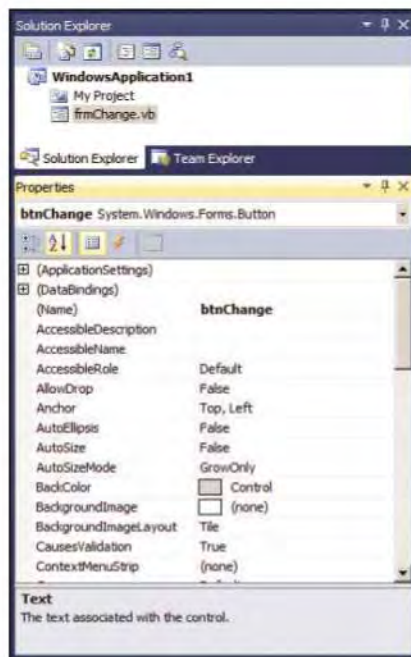 Solution Explorer
WindowsApplication1
My Project
frmChange.vb
Solution Explorer Team Explorer
Properties
btnChange System.Windows.Forms.Button
(ApplicationSettings)
(DataBindings)
(Name) btnChange
AccessibleDescription
AccessibleName
AccessibleRole Default
AllowDrop False
Anchor Top, Left
AutoEllipsis False
AutoSize False
AutoSizeMode GrowOnly
BackColor Control
BackgroundImage (none)
BackgroundImageLayout Tile
CausesValidation True
ContextMenuStrip (none)
Text
The text associated with the control.